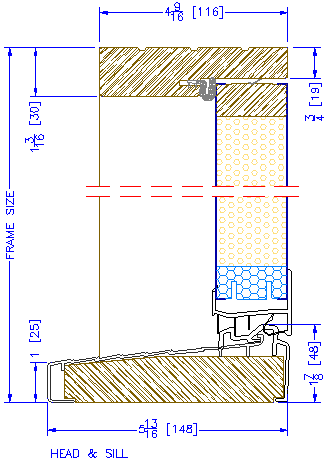 4 9/16 [116]
1 3/16 [30]
3/4 [19]
FRAME SIZE
1 [25]
1 7/8 [48]
5 13/16 [148]
HEAD & SILL